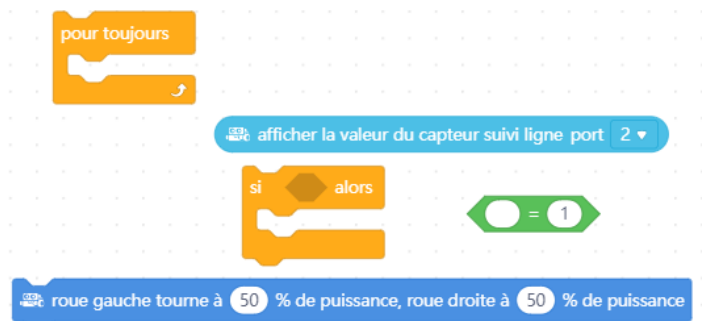 pour toujours
afficher la valeur du capteur suivi ligne port 2
si alors
= 1
roue gauche tourne à 50 % de puissance, roue droite à 50 % de puissance